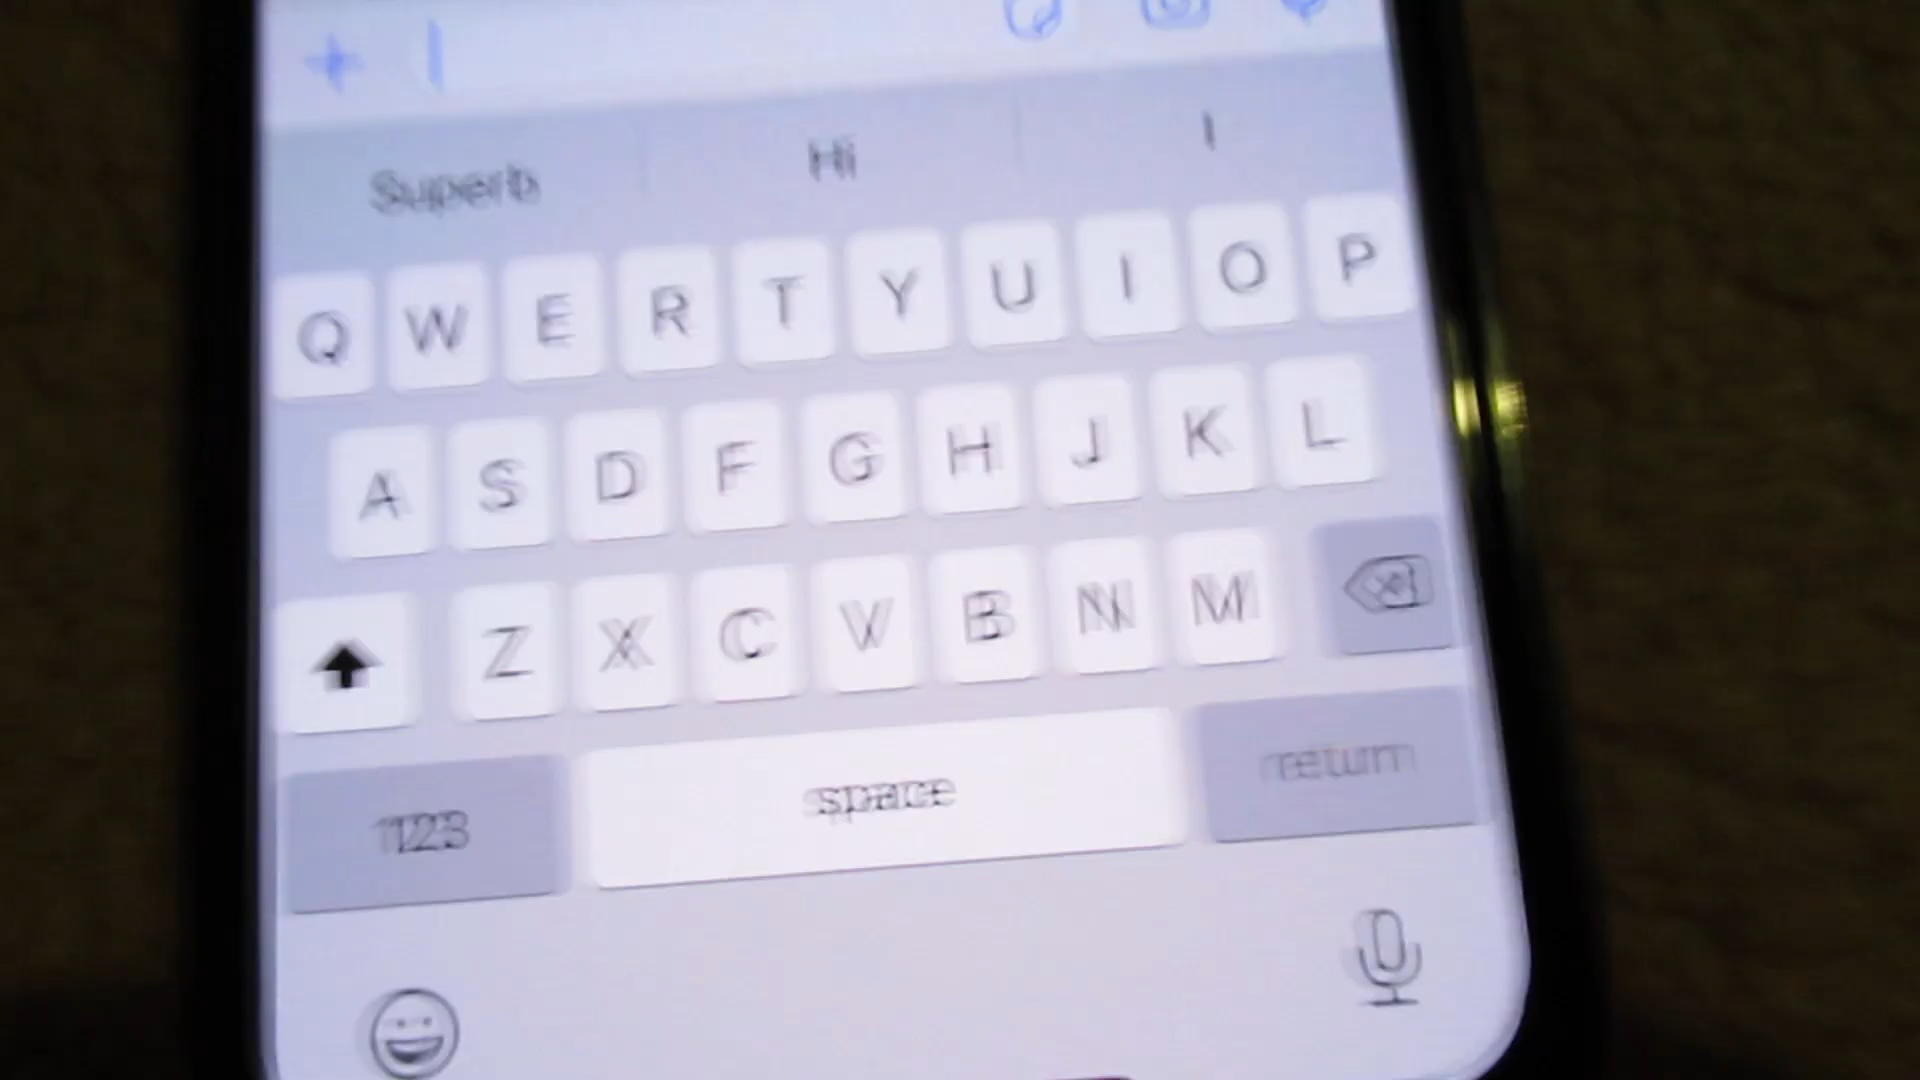 Superb Hi I
Q W E R T Y U I O P
A S D F G H J K L
Z X C V B N M
123 space return